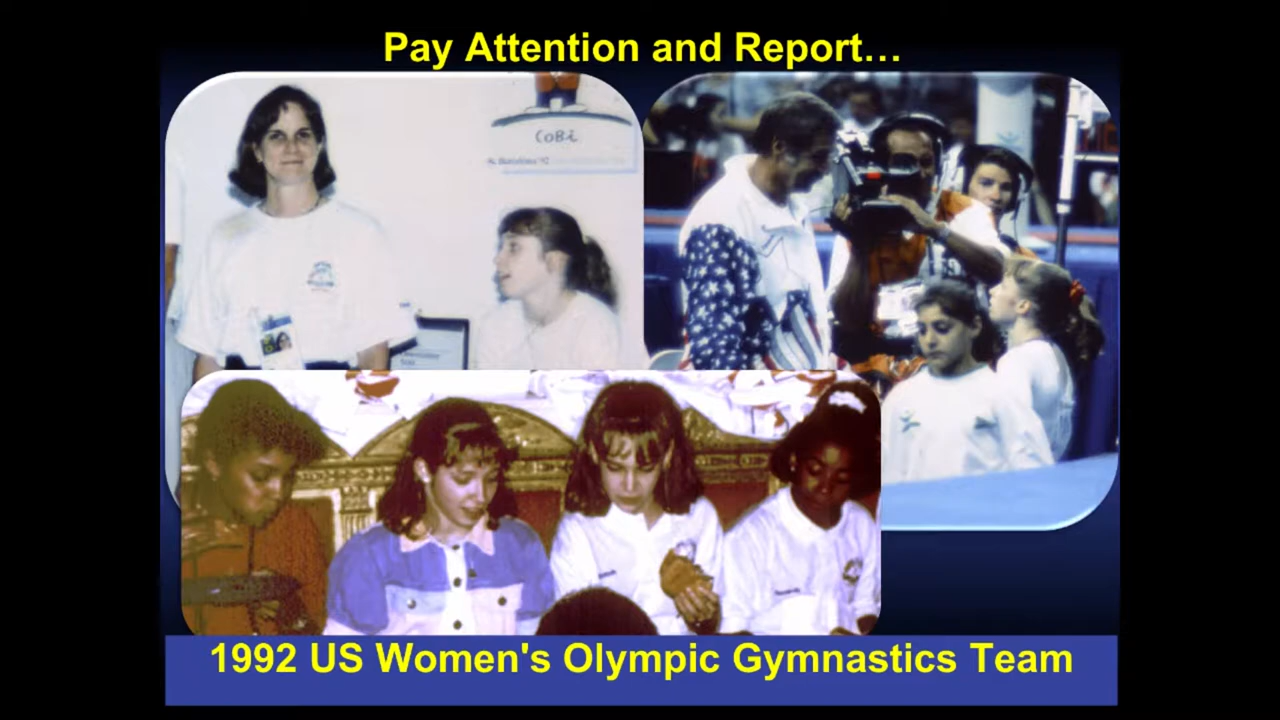 Pay Attention and Report…
CoBi
1992 US Women's Olympic Gymnastics Team